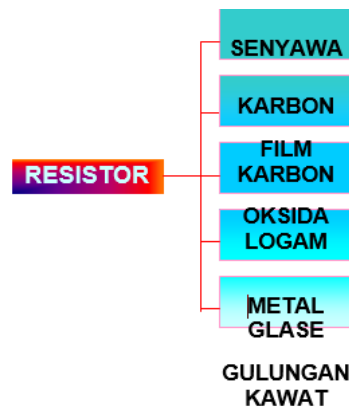 SENYAWA
KARBON
RESISTOR
FILM
KARBON
OKSIDA
LOGAM
METAL
GLASE
GULUNGAN
KAWAT